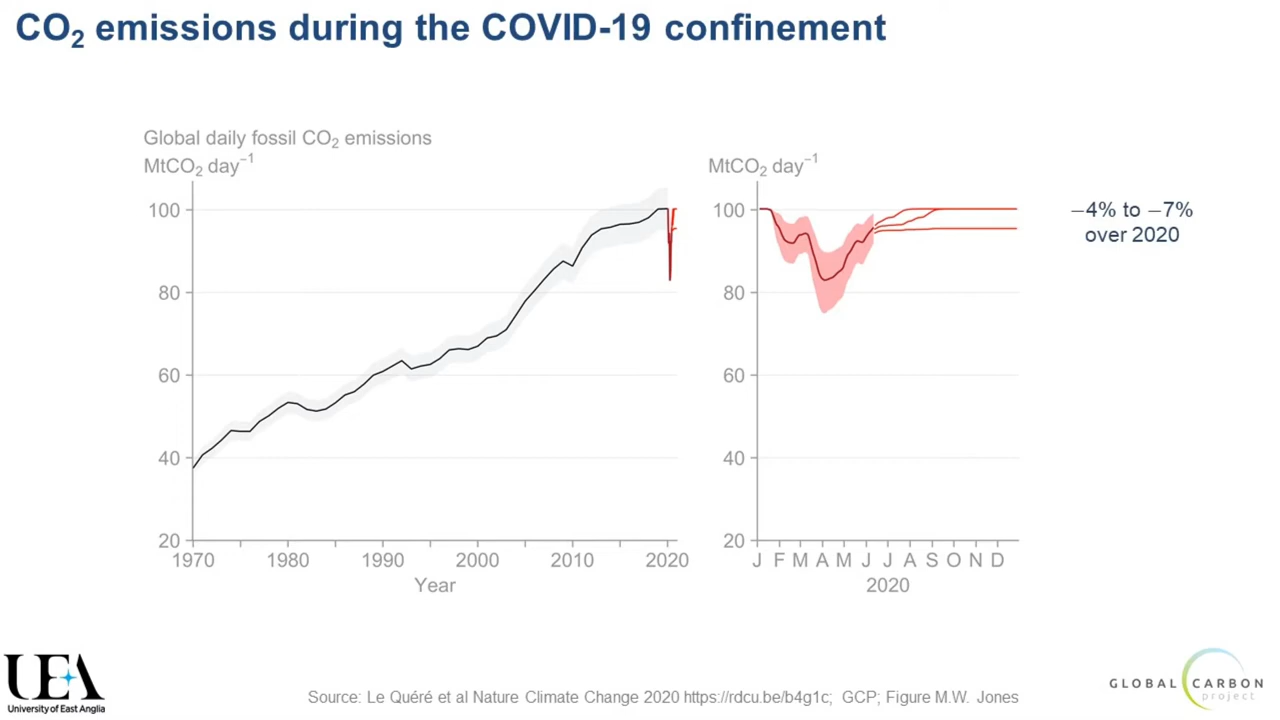 CO₂ emissions during the COVID-19 confinement
Global daily fossil CO₂ emissions
MtCO₂ day⁻¹
100
80
60
40
20
1970
1980
1990
2000
2010
2020
Year
MtCO₂ day⁻¹
100
80
60
40
20
J F M A M J J A S O N D
2020
−4% to −7%
over 2020
UEA
University of East Anglia
Source: Le Quéré et al Nature Climate Change 2020 https://rdcu.be/b4g1c; GCP; Figure M.W. Jones
GLOBAL CARBON
project